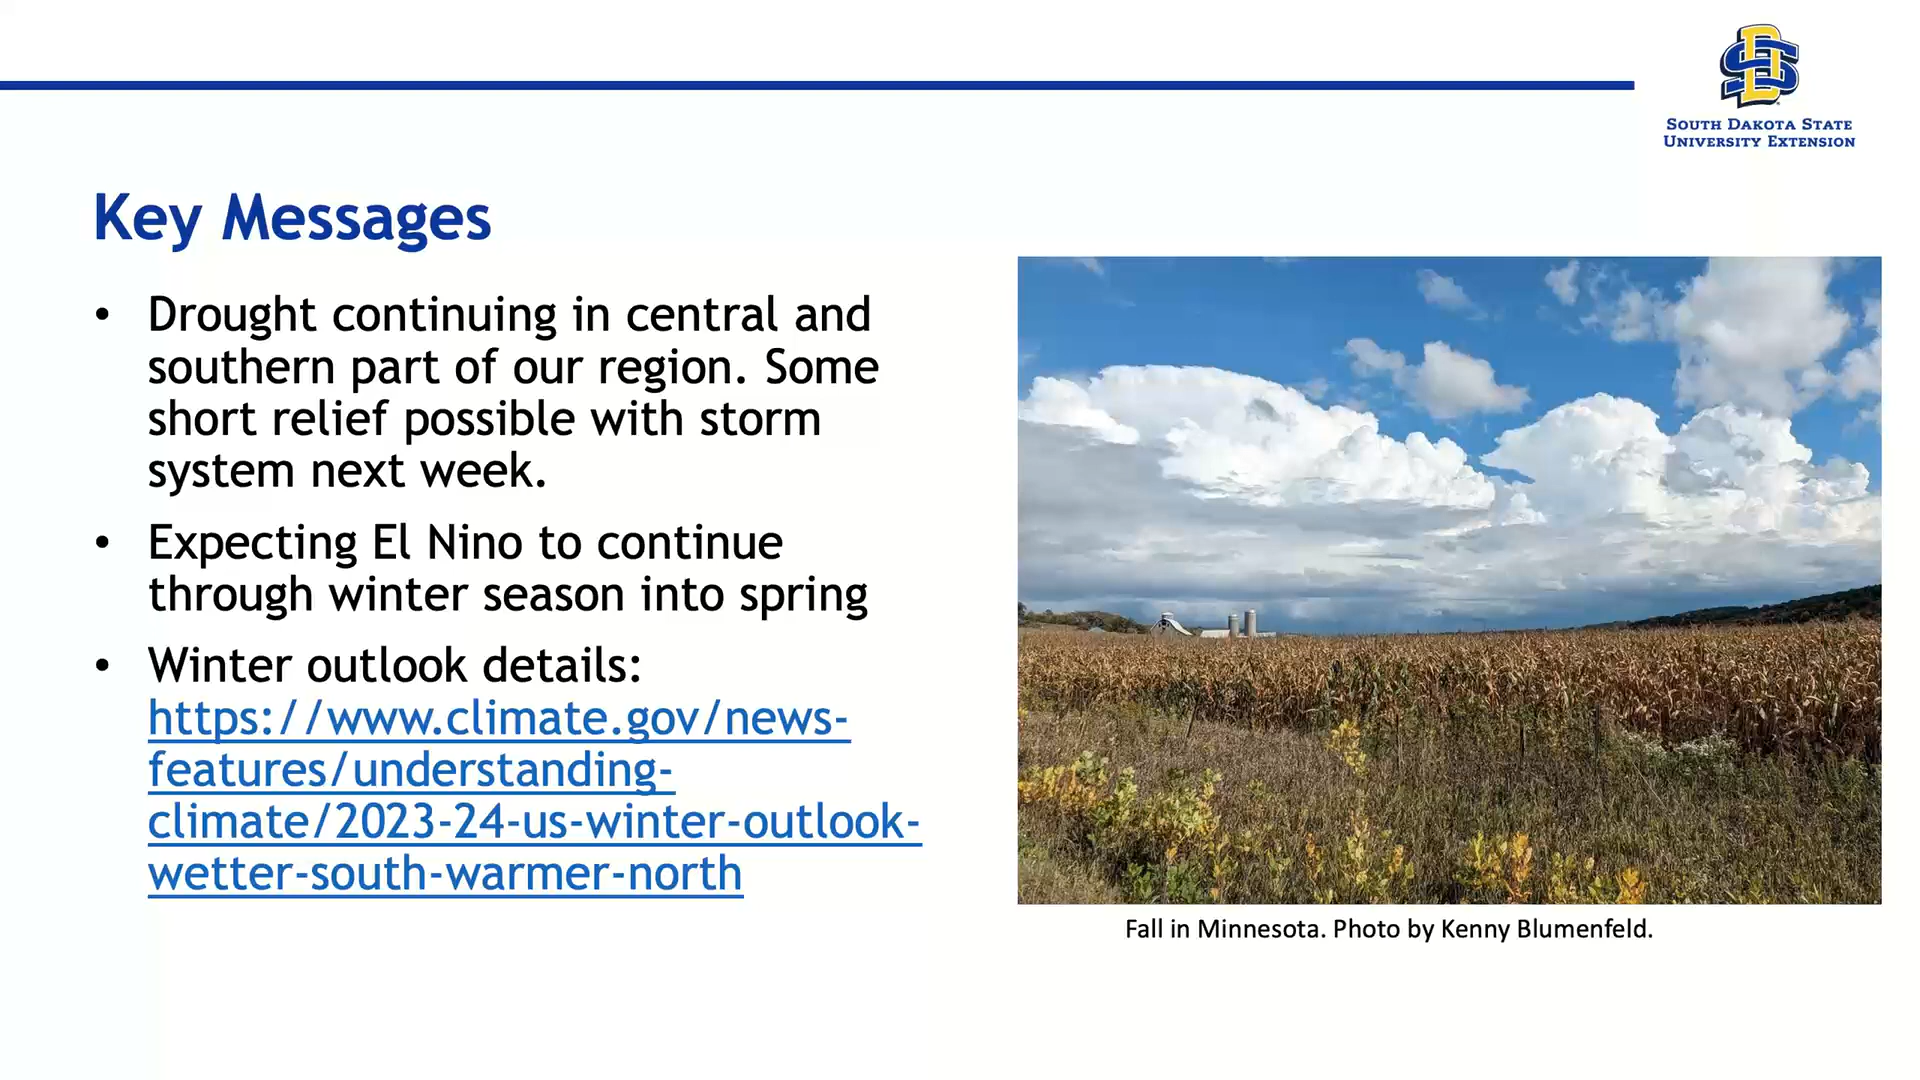 SOUTH DAKOTA STATE
UNIVERSITY EXTENSION
Key Messages
• Drought continuing in central and
southern part of our region. Some
short relief possible with storm
system next week.
• Expecting El Nino to continue
through winter season into spring
• Winter outlook details:
https://www.climate.gov/news-
features/understanding-
climate/2023-24-us-winter-outlook-
wetter-south-warmer-north
Fall in Minnesota. Photo by Kenny Blumenfeld.